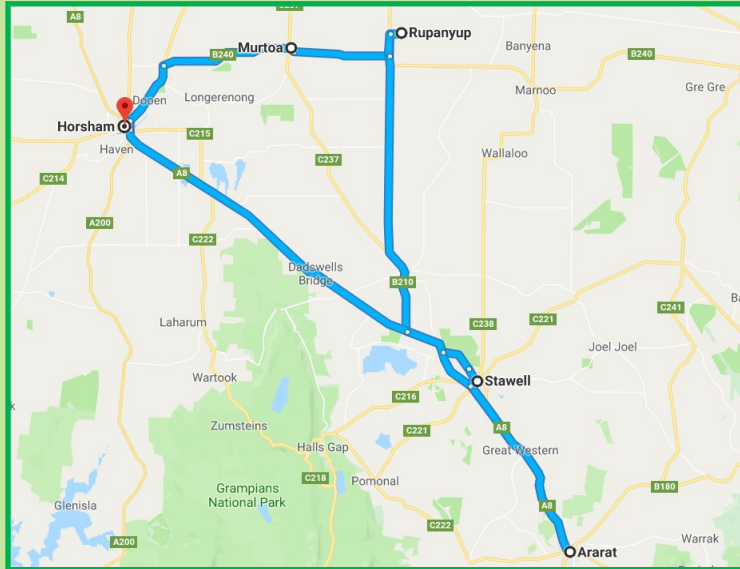 A8
B240
Murtoa
Rupanyup
Banyena
B240
Marnoo
Gre Gre
Dooen
Longerenong
Horsham
C215
Haven
C237
Wallaloo
C214
A8
A200
C222
Dadswells
Bridge
B210
C241
Laharum
C238
C221
Joel Joel
Wartook
Stawell
C216
Zumsteins
C221
A8
Halls Gap
Great Western
Pomonal
C218
Grampians
National Park
B180
Glenisla
A8
C222
A200
Warrak
Ararat